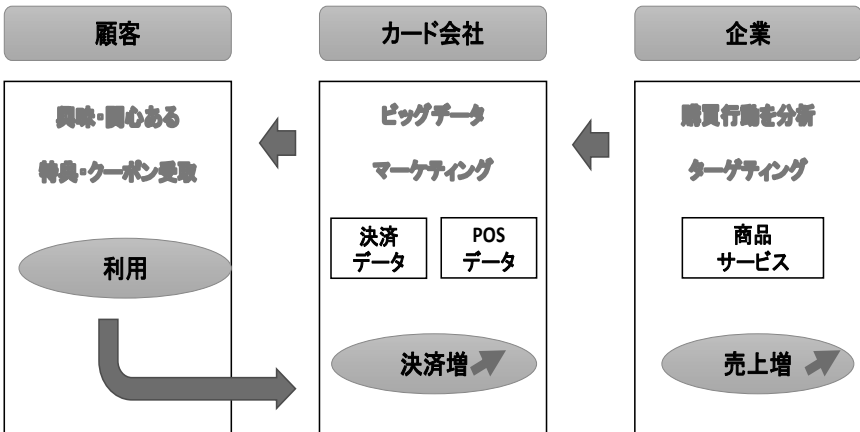 顧客
カード会社
企業
興味・関心ある
特典・クーポン受取
利用
ビッグデータ
マーケティング
決済
データ
POS
データ
決済増
購買行動を分析
ターゲティング
商品
サービス
売上増